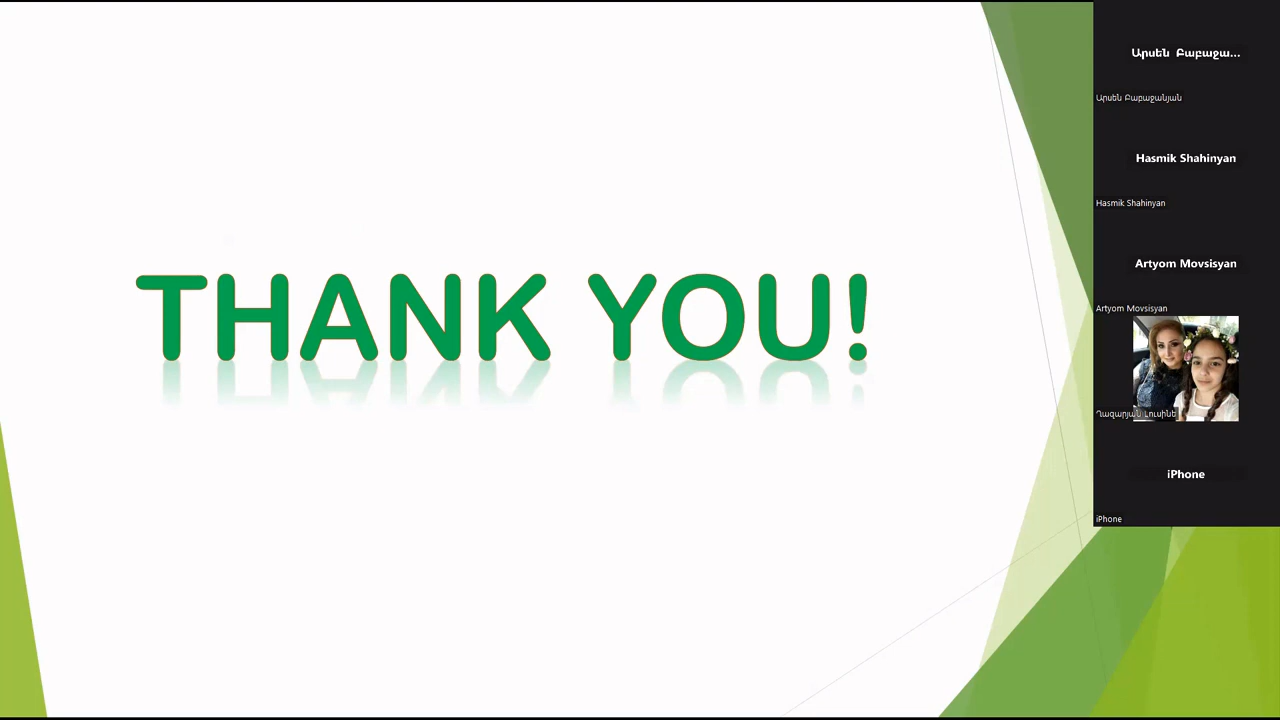 THANK YOU!
Արսեն Բաբաջա...
Արսեն Բաբաջանյան
Hasmik Shahinyan
Hasmik Shahinyan
Artyom Movsisyan
Artyom Movsisyan
Ղազարյան Լուսինե
iPhone
iPhone